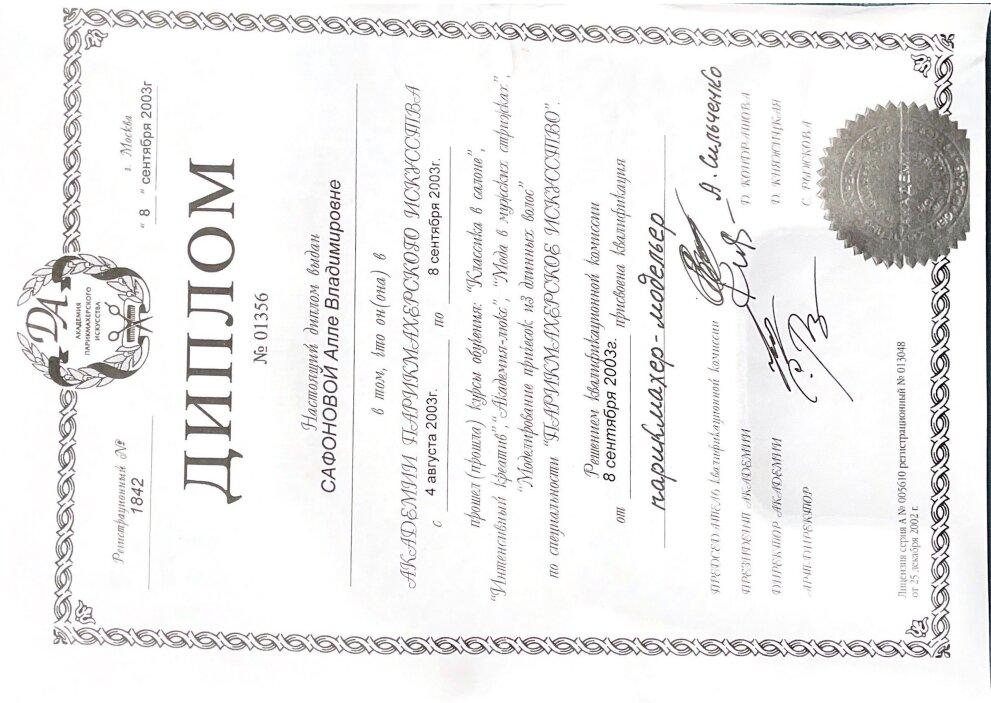 ДА
АКАДЕМИЯ
ПАРИКМАХЕРСКОГО
ИСКУССТВА
Регистрационный №
1842
г. Москва
" 8 " сентября 2003г
ДИПЛОМ
№ 01356
Настоящий диплом выдан
САФОНОВОЙ Алле Владимировне
в том, что он(она) в
АКАДЕМИИ ПАРИКМАХЕРСКОГО ИСКУССТВА
с 4 августа 2003г. по 8 сентября 2003г.
прошел(прошла) курсы обучения: "Классика в салоне",
"Интенсивный креатив", "Академия-люкс", "Мода в мужских стрижках",
"Моделирование причесок из длинных волос"
по специальности "ПАРИКМАХЕРСКОЕ ИСКУССТВО".
Решением квалификационной комиссии
от 8 сентября 2003г. присвоена квалификация
парикмахер-модельер
ПРЕДСЕДАТЕЛЬ квалификационной комиссии А. Сильченко
ПРЕЗИДЕНТ АКАДЕМИИ Т. КОНДРАШОВА
ДИРЕКТОР АКАДЕМИИ
АРТ-ДИРЕКТОР С. РЫЖКОВА
Лицензия серия А № 005610 регистрационный № 013048
от 25 декабря 2002 г.